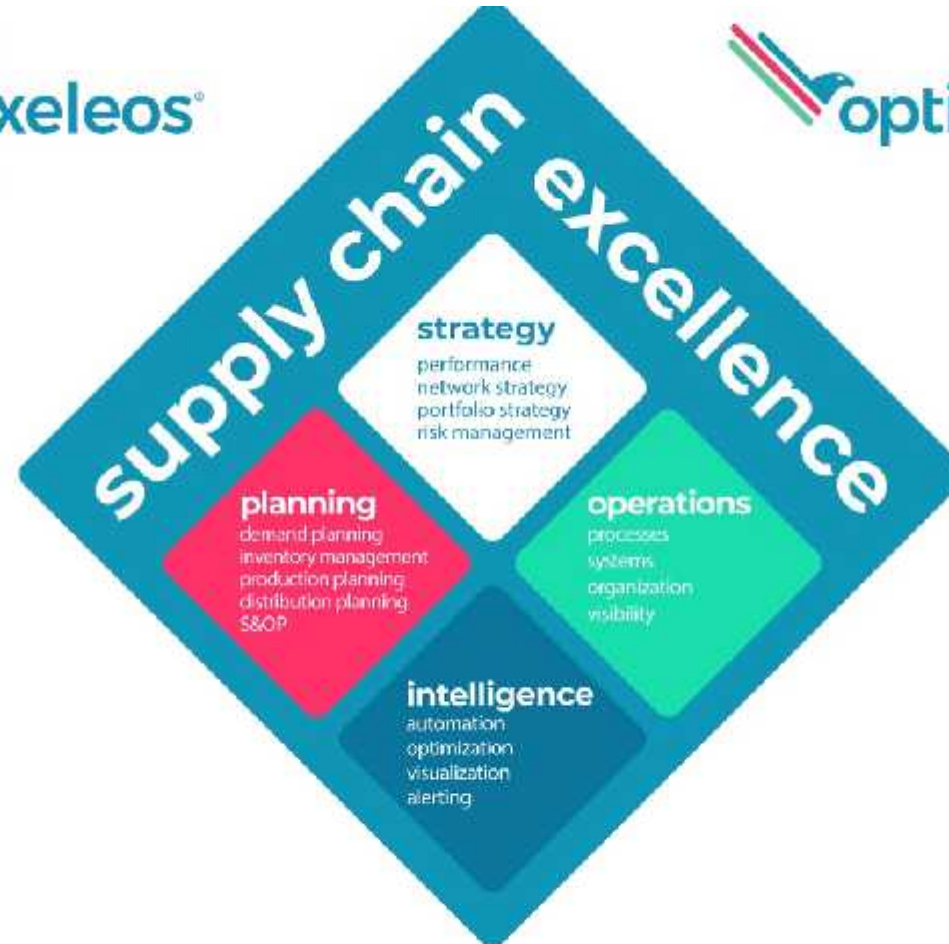 xeleos®
opti
supply chain
excellence
strategy
performance
network strategy
portfolio strategy
risk management
planning
demand planning
inventory management
production planning
distribution planning
S&OP
operations
processes
systems
organization
visibility
intelligence
automation
optimization
visualization
alerting